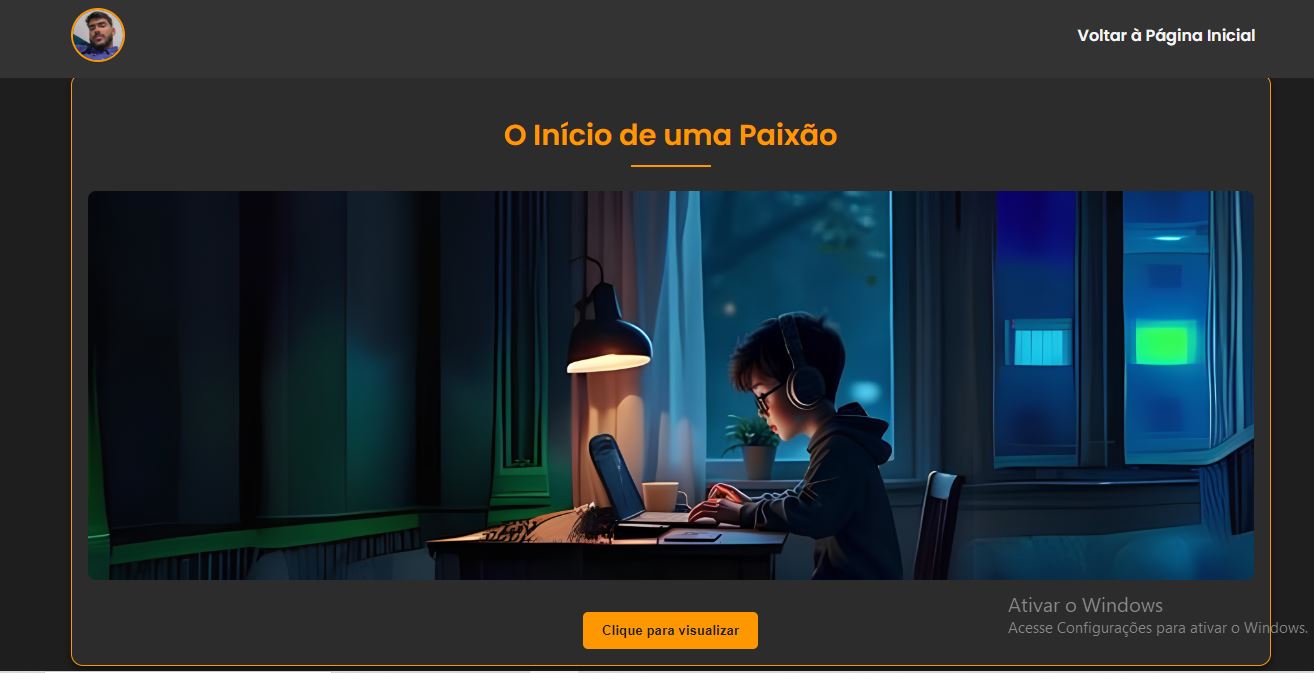 Voltar à Página Inicial
O Início de uma Paixão
Clique para visualizar
Ativar o Windows
Acesse Configurações para ativar o Windows.